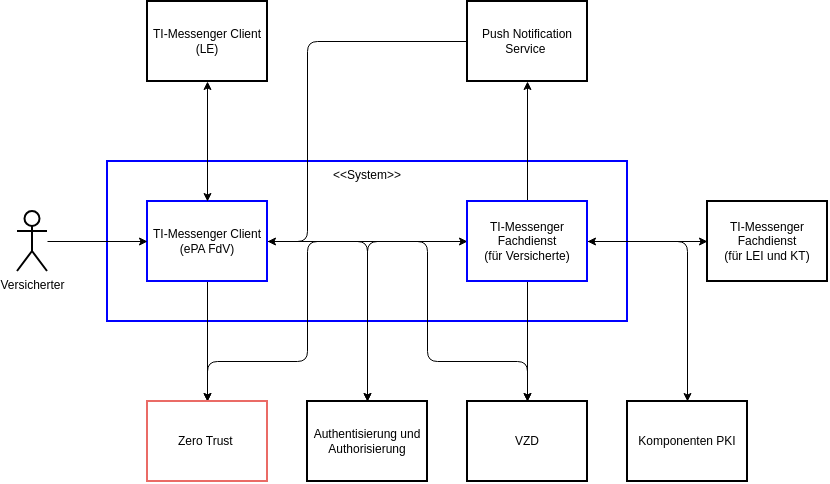 TI-Messenger Client
(LE)
Push Notification
Service
<<System>>
TI-Messenger Client
(ePA FdV)
TI-Messenger
Fachdienst
(für Versicherte)
TI-Messenger
Fachdienst
(für LEI und KT)
Versicherter
Zero Trust
Authentisierung und
Authorisierung
VZD
Komponenten PKI